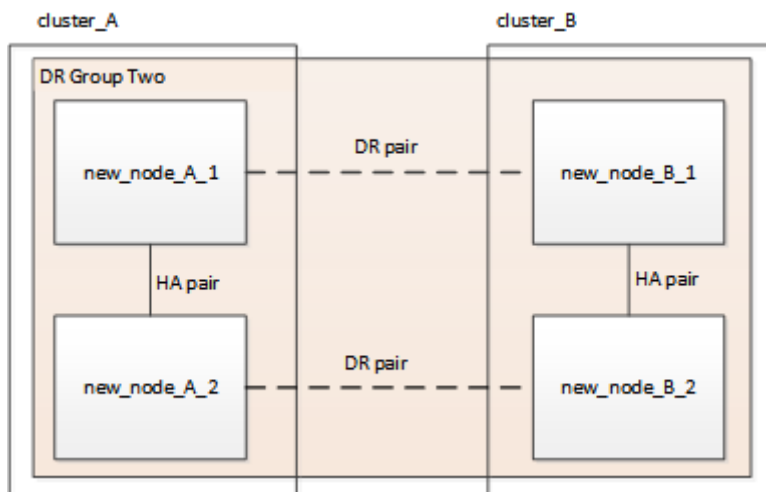 cluster_A
cluster_B
DR Group Two
new_node_A_1
DR pair
new_node_B_1
HA pair
HA pair
DR pair
new_node_A_2
new_node_B_2